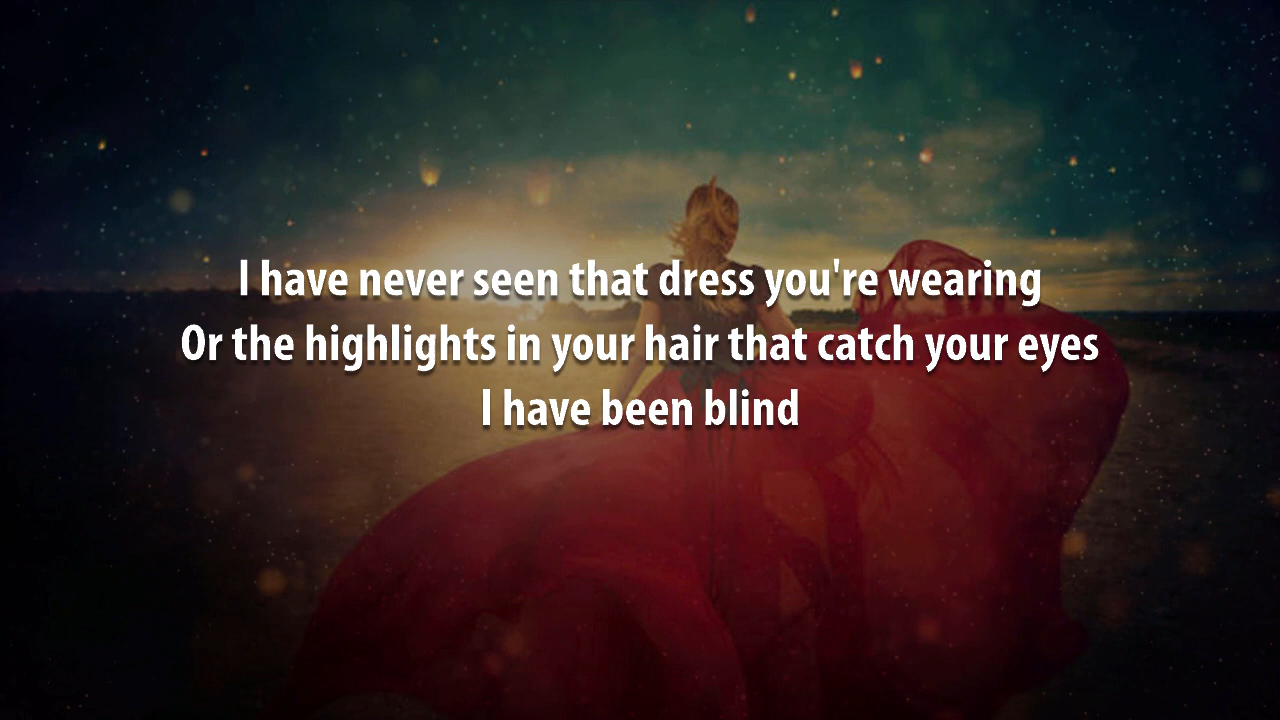 I have never seen that dress you're wearing
Or the highlights in your hair that catch your eyes
I have been blind